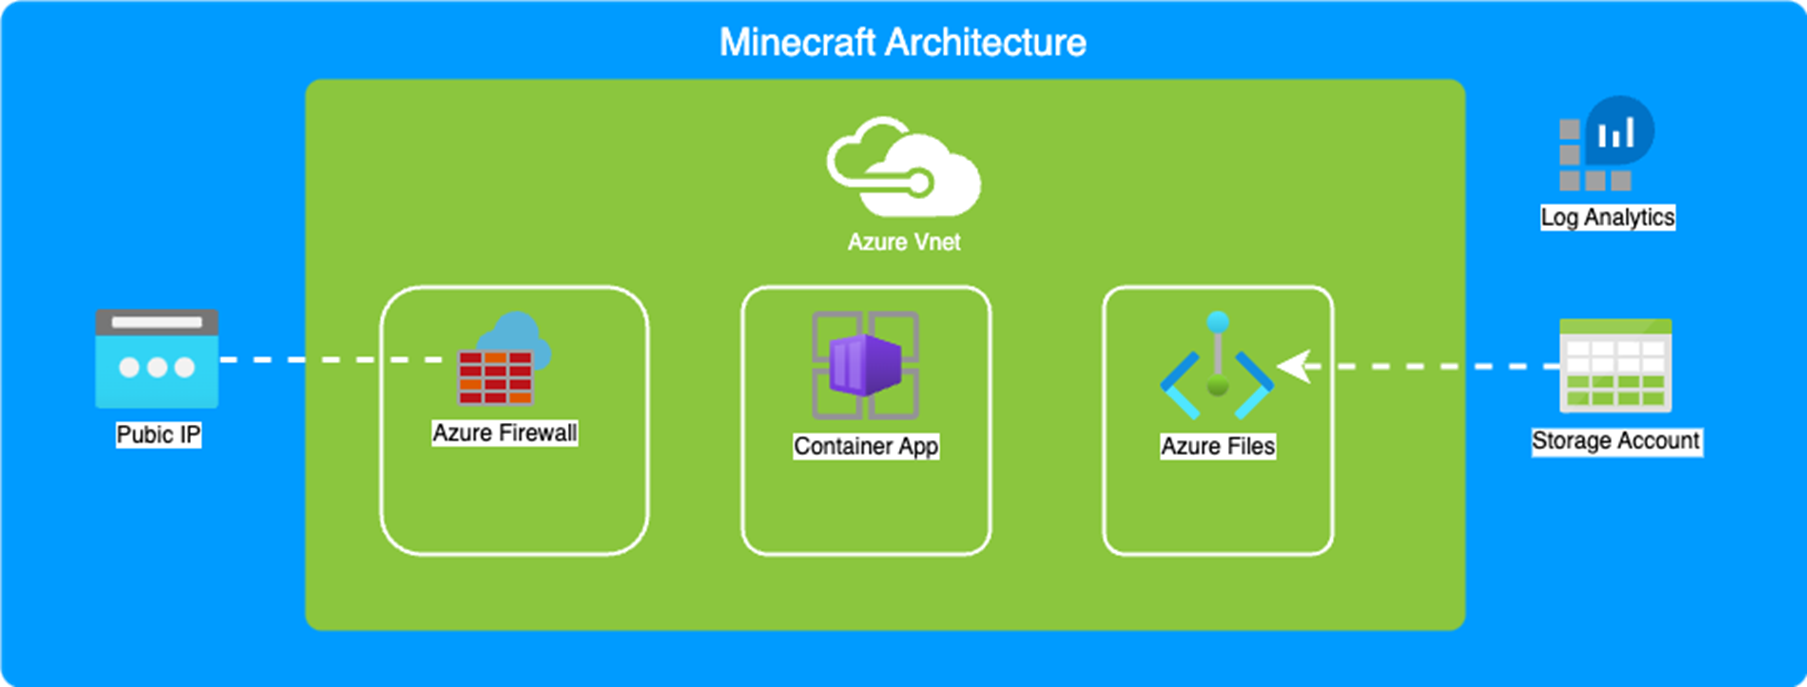 Minecraft Architecture
Azure Vnet
Log Analytics
Pubic IP
Azure Firewall
Container App
Azure Files
Storage Account